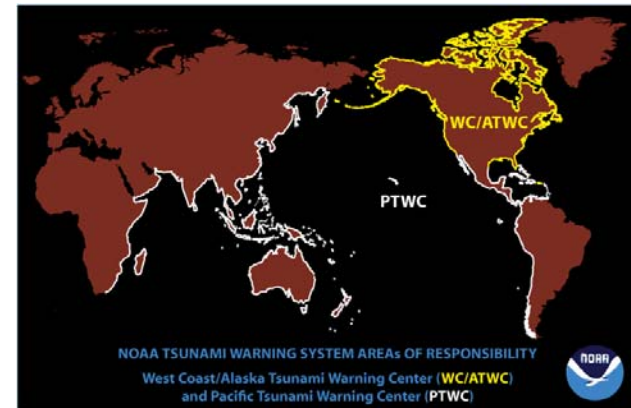 WC/ATWC
PTWC
NOAA TSUNAMI WARNING SYSTEM AREAs OF RESPONSIBILITY
West Coast/Alaska Tsunami Warning Center (WC/ATWC)
and Pacific Tsunami Warning Center (PTWC)
NOAA